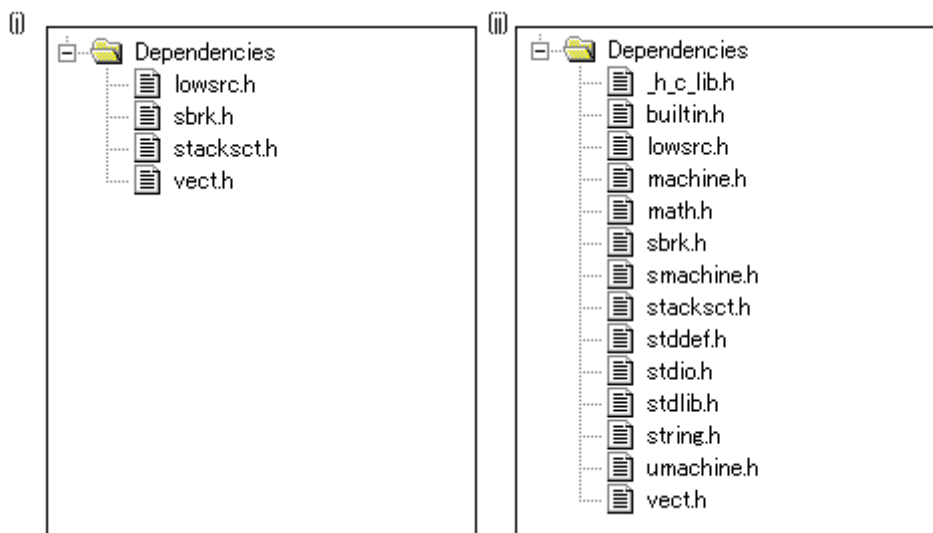 (i)
Dependencies
lowsrc.h
sbrk.h
stacksct.h
vect.h
(ii)
Dependencies
_h_c_lib.h
builtin.h
lowsrc.h
machine.h
math.h
sbrk.h
smachine.h
stacksct.h
stddef.h
stdio.h
stdlib.h
string.h
umachine.h
vect.h